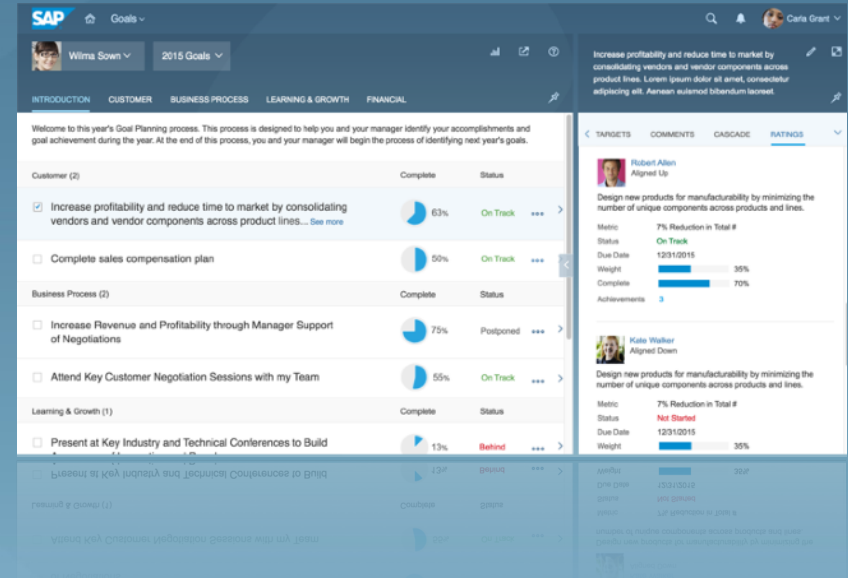 SAP Goals Carla Grant
Wilma Sown 2015 Goals
INTRODUCTION CUSTOMER BUSINESS PROCESS LEARNING & GROWTH FINANCIAL
Welcome to this year's Goal Planning process. This process is designed to help you and your manager identify your accomplishments and
goal achievement during the year. At the end of this process, you and your manager will begin the process of identifying next year's goals.
Customer (2) Complete Status
Increase profitability and reduce time to market by consolidating
vendors and vendor components across product lines... See more
63% On Track
Complete sales compensation plan 50% On Track
Business Process (2) Complete Status
Increase Revenue and Profitability through Manager Support
of Negotiations
75% Postponed
Attend Key Customer Negotiation Sessions with my Team 55% On Track
Learning & Growth (1) Complete Status
Present at Key Industry and Technical Conferences to Build
13% Behind
Increase profitability and reduce time to market by
consolidating vendors and vendor components across
product lines. Lorem ipsum dolor sit amet, consectetur
adipiscing elit. Aenean euismod bibendum laoreet.
TARGETS COMMENTS CASCADE RATINGS
Robert Allen
Aligned Up
Design new products for manufacturability by minimizing the
number of unique components across products and lines.
Metric 7% Reduction in Total #
Status On Track
Due Date 12/31/2015
Weight 35%
Complete 70%
Achievements 3
Kate Walker
Aligned Down
Design new products for manufacturability by minimizing the
number of unique components across products and lines.
Metric 7% Reduction in Total #
Status Not Started
Due Date 12/31/2015
Weight 35%